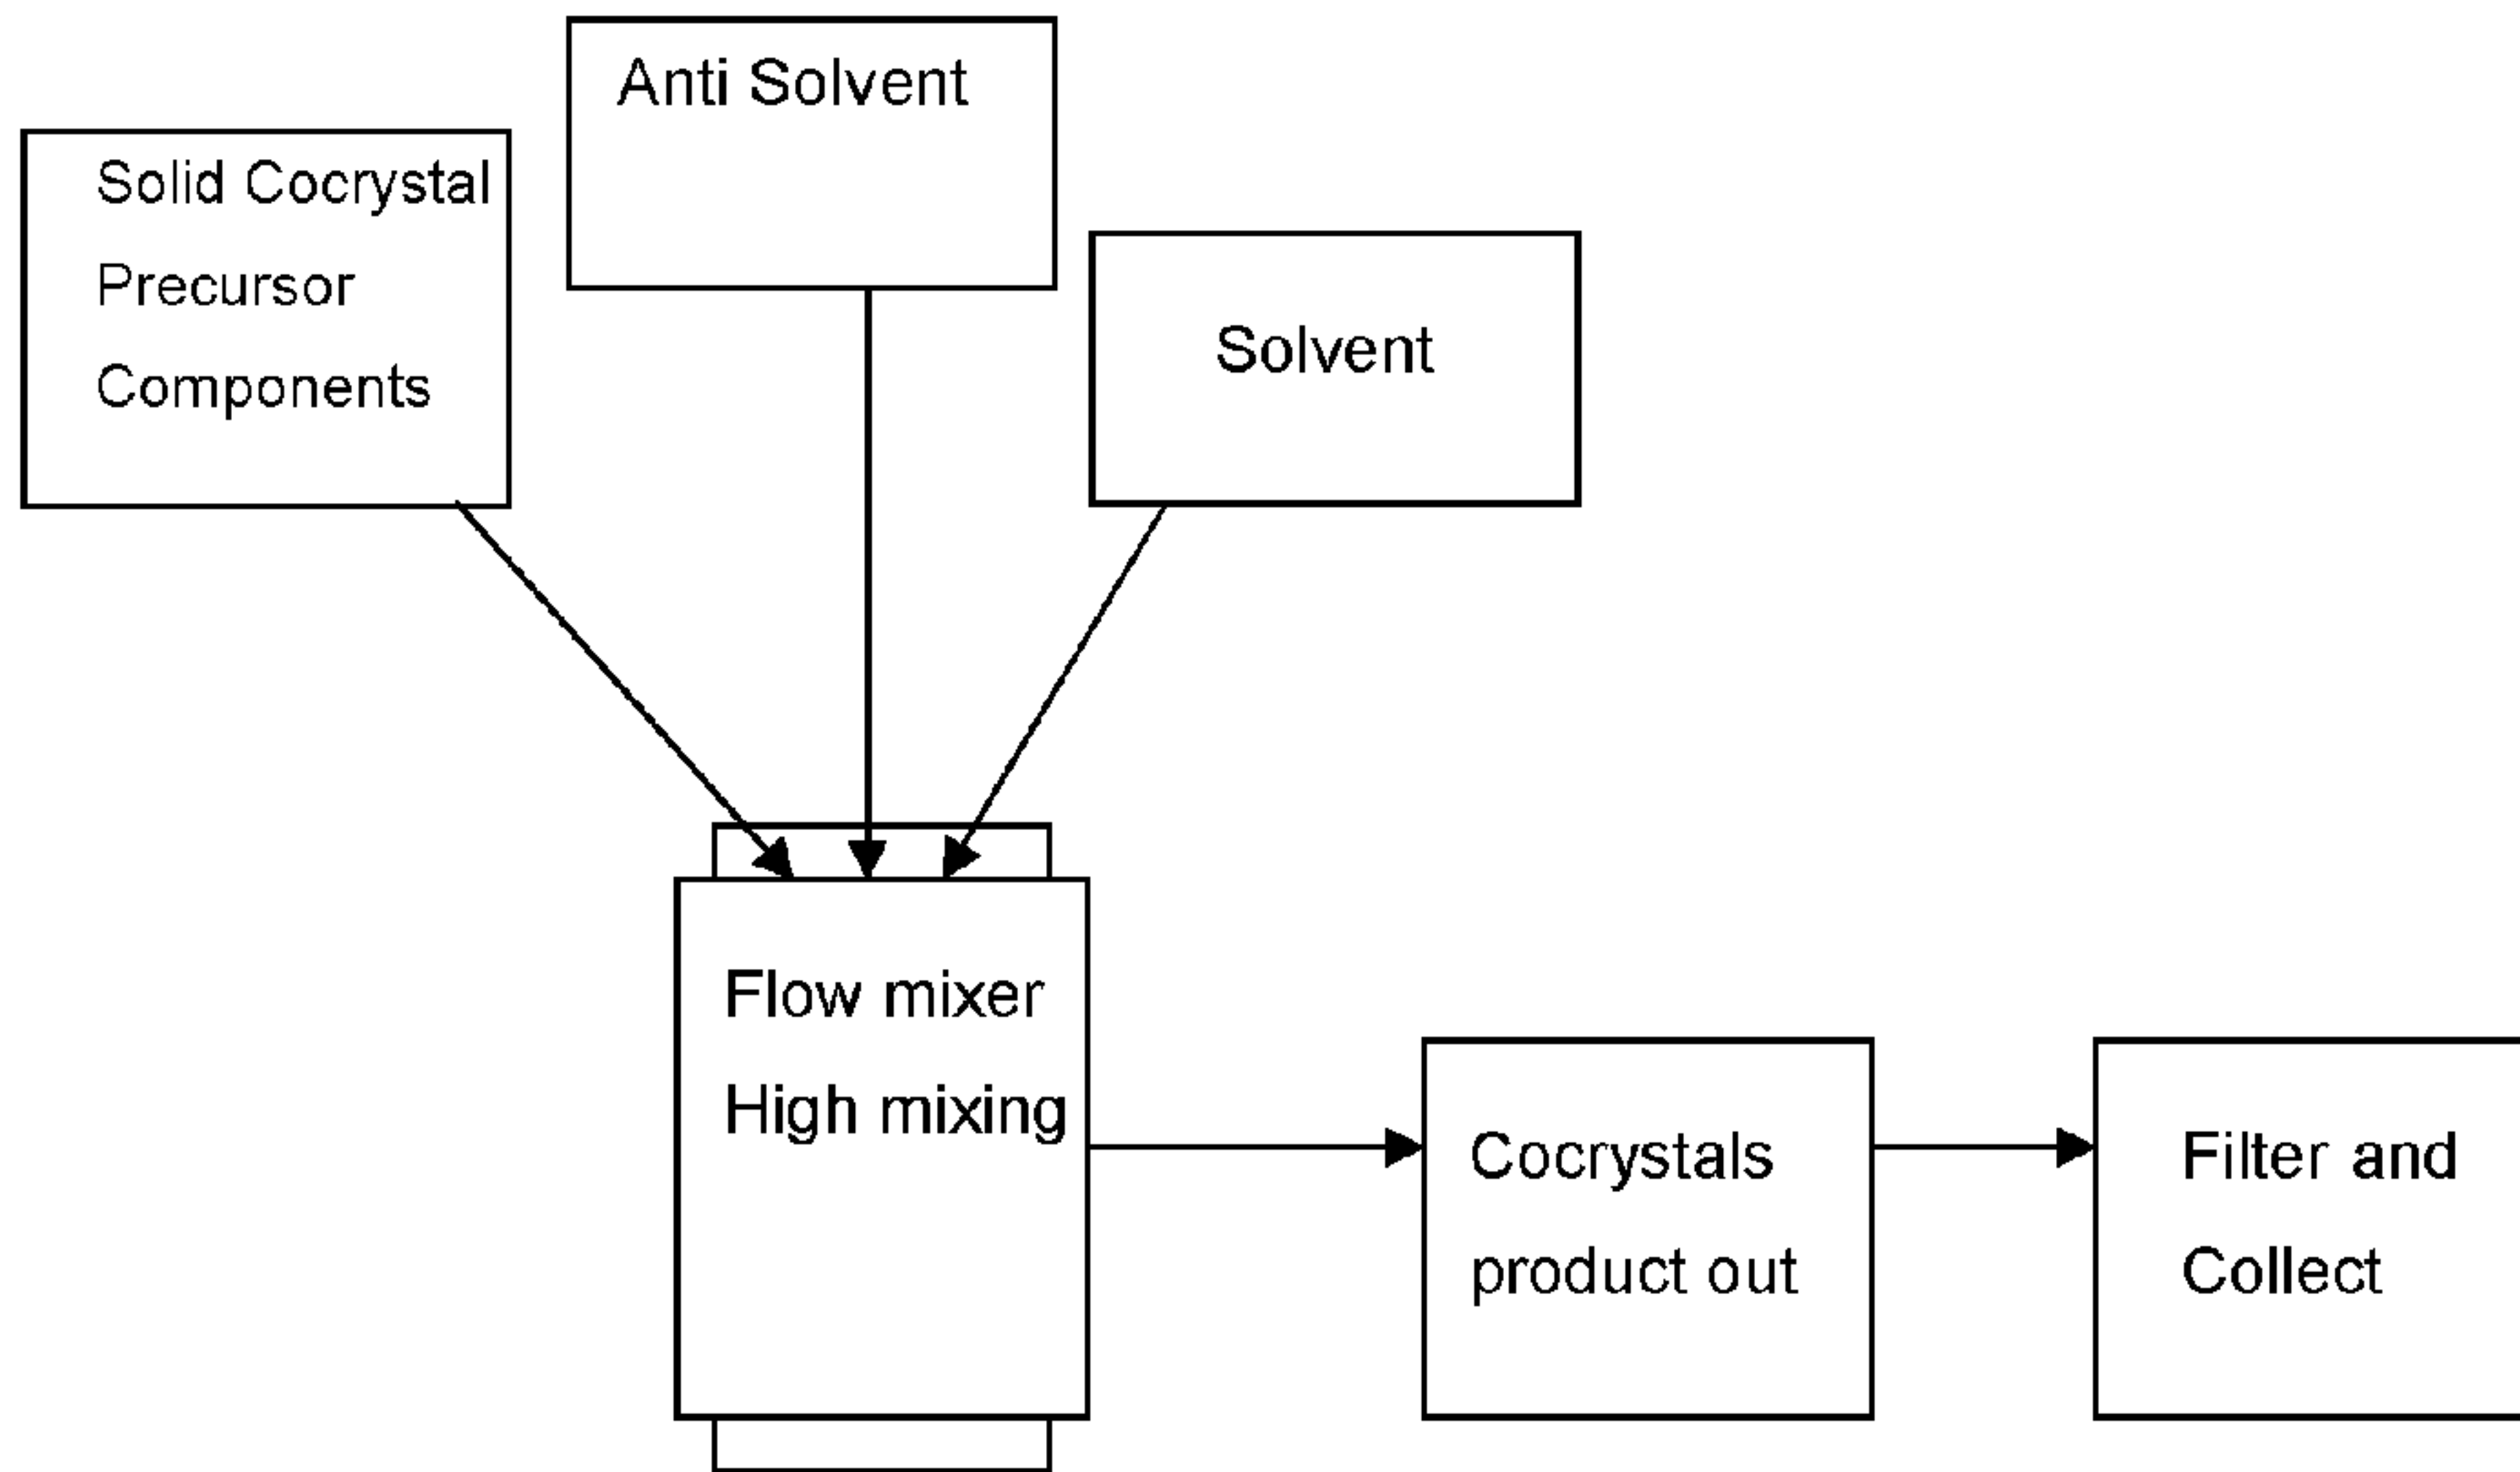 Anti Solvent
Solid Cocrystal
Precursor
Components
Solvent
Flow mixer
High mixing
Cocrystals
product out
Filter and
Collect